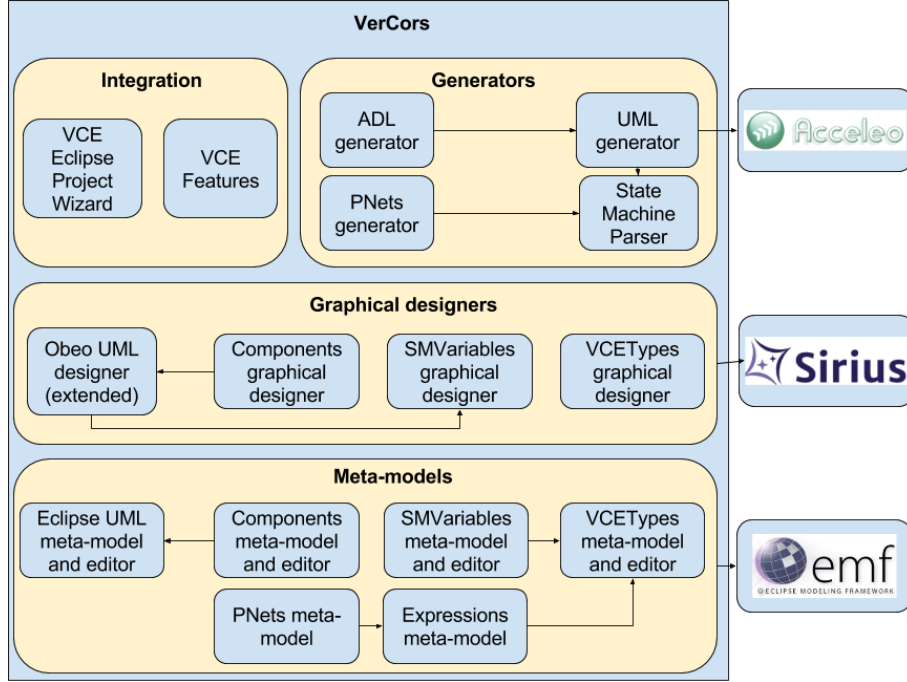 VerCors
Integration
VCE
Eclipse
Project
Wizard
VCE
Features
Generators
ADL
generator
UML
generator
PNets
generator
State
Machine
Parser
Acceleo
Graphical designers
Obeo UML
designer
(extended)
Components
graphical
designer
SMVariables
graphical
designer
VCETypes
graphical
designer
Sirius
Meta-models
Eclipse UML
meta-model
and editor
Components
meta-model
and editor
SMVariables
meta-model
and editor
VCETypes
meta-model
and editor
PNets meta-
model
Expressions
meta-model
emf
ECLIPSE MODELING FRAMEWORK